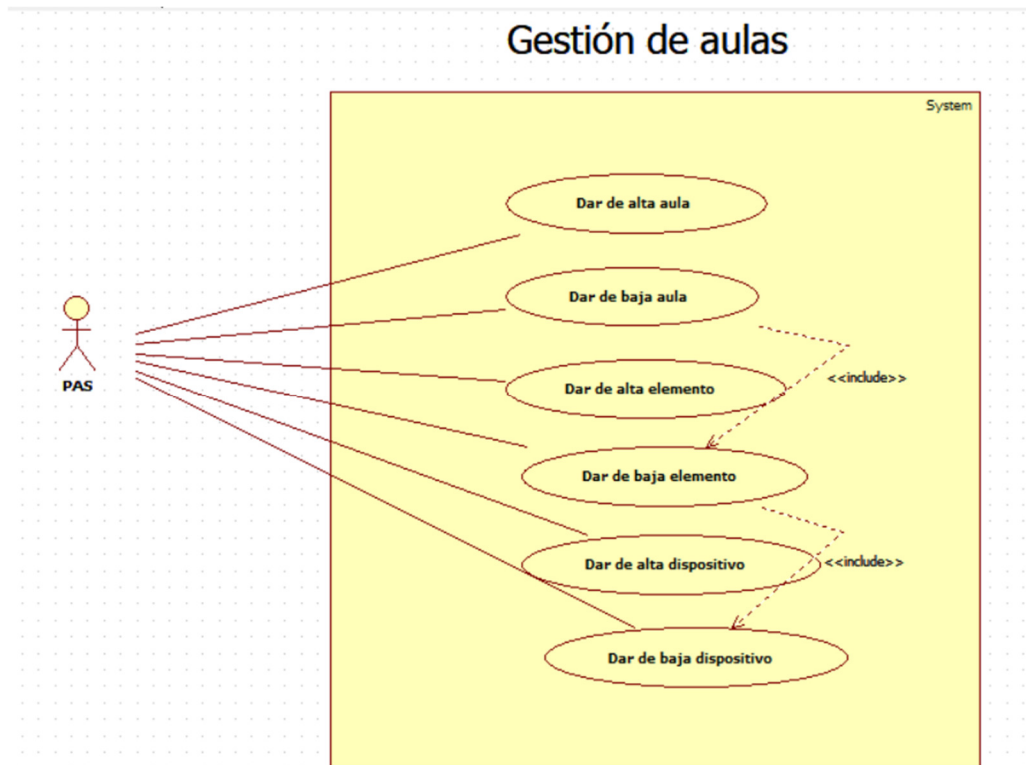 Gestión de aulas
System
Dar de alta aula
Dar de baja aula
<<include>>
Dar de alta elemento
PAS
Dar de baja elemento
<<include>>
Dar de alta dispositivo
Dar de baja dispositivo